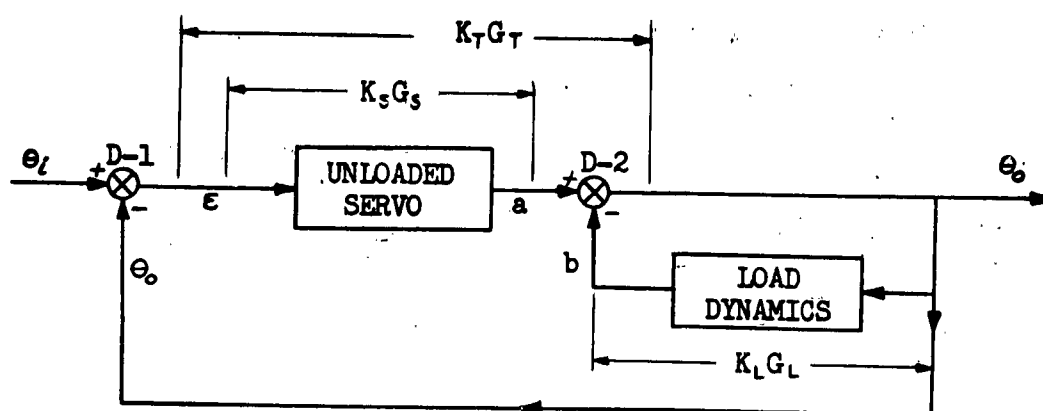 K_T G_T
K_S G_S
θ_i
+
D-1
-
ε
UNLOADED
SERVO
a
+
D-2
-
θ_o
θ_o
b
LOAD
DYNAMICS
K_L G_L